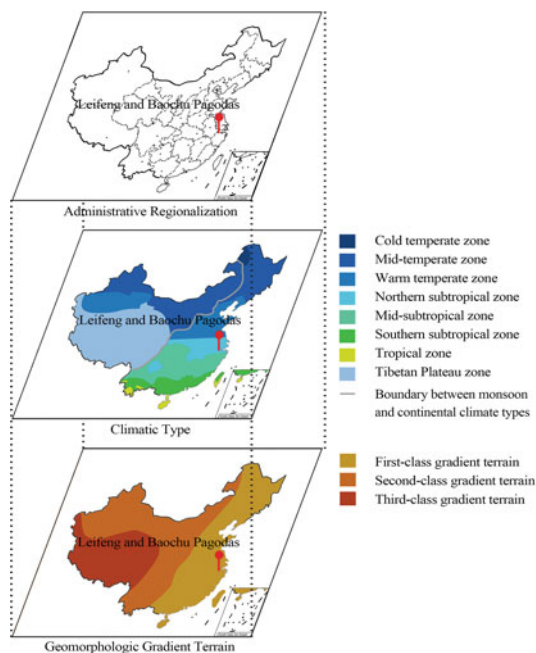 Leifeng and Baochu Pagodas
Administrative Regionalization
Cold temperate zone
Mid-temperate zone
Warm temperate zone
Northern subtropical zone
Leifeng and Baochu Pagodas
Mid-subtropical zone
Southern subtropical zone
Tropical zone
Tibetan Plateau zone
Boundary between monsoon
and continental climate types
Climatic Type
First-class gradient terrain
Second-class gradient terrain
Third-class gradient terrain
Leifeng and Baochu Pagodas
Geomorphologic Gradient Terrain